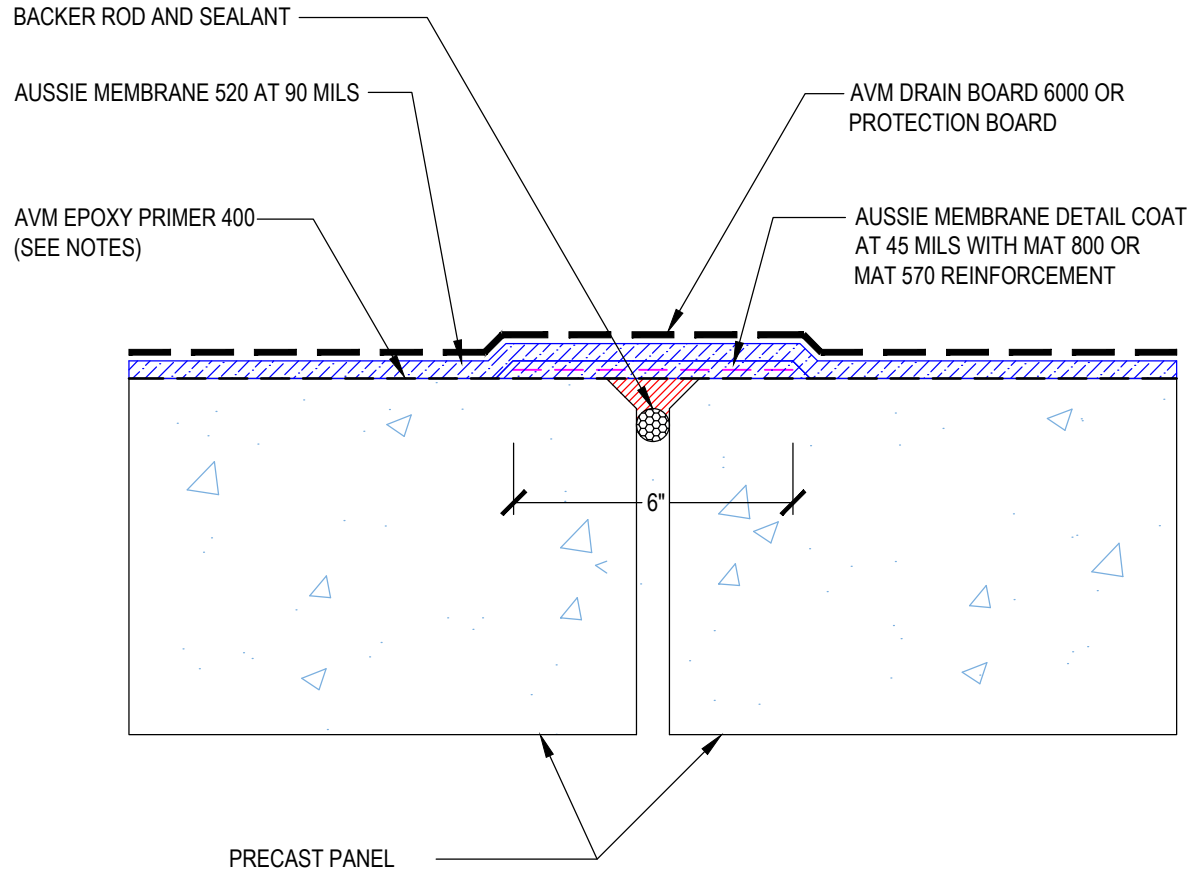 BACKER ROD AND SEALANT
AUSSIE MEMBRANE 520 AT 90 MILS
AVM EPOXY PRIMER 400
(SEE NOTES)
AVM DRAIN BOARD 6000 OR
PROTECTION BOARD
AUSSIE MEMBRANE DETAIL COAT
AT 45 MILS WITH MAT 800 OR
MAT 570 REINFORCEMENT
6"
PRECAST PANEL